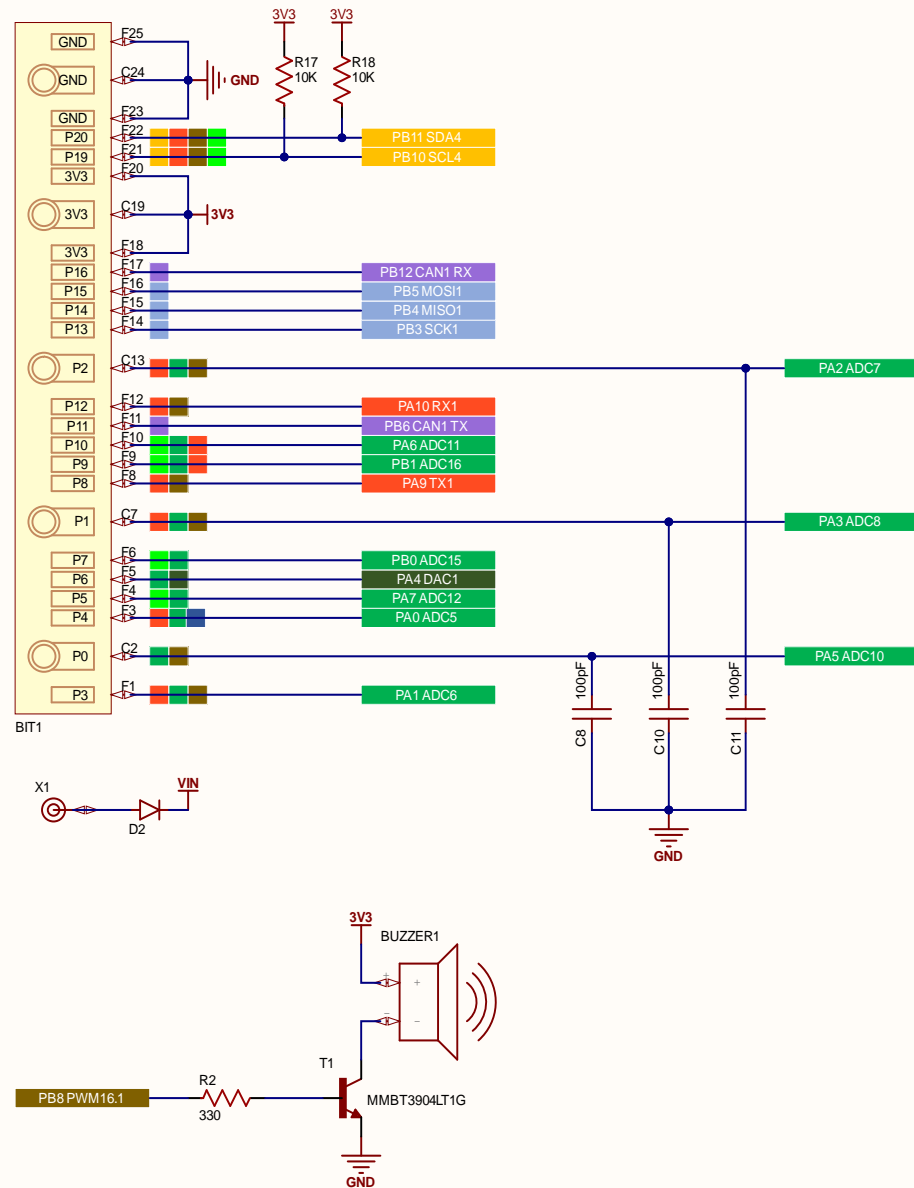 3V3 3V3
F25
GND
R17 10K
R18 10K
C24
GND
GND
F23
GND
F22
P20
PB11 SDA4
F21
P19
PB10 SCL4
F20
3V3
C19
3V3
3V3
F18
3V3
F17
P16
PB12 CAN1 RX
F16
P15
PB5 MOSI1
F15
P14
PB4 MISO1
F14
P13
PB3 SCK1
C13
P2
PA2 ADC7
F12
P12
PA10 RX1
F11
P11
PB6 CAN1 TX
F10
P10
PA6 ADC11
F9
P9
PB1 ADC16
F8
P8
PA9 TX1
C7
P1
PA3 ADC8
F6
P7
PB0 ADC15
F5
P6
PA4 DAC1
F4
P5
PA7 ADC12
F3
P4
PA0 ADC5
C2
P0
PA5 ADC10
F1
P3
PA1 ADC6
100pF
100pF
100pF
C8
C10
C11
BIT1
GND
X1
VIN
D2
3V3
BUZZER1
+
+
−
−
T1
R2
PB8 PWM16.1
330
MMBT3904LT1G
GND